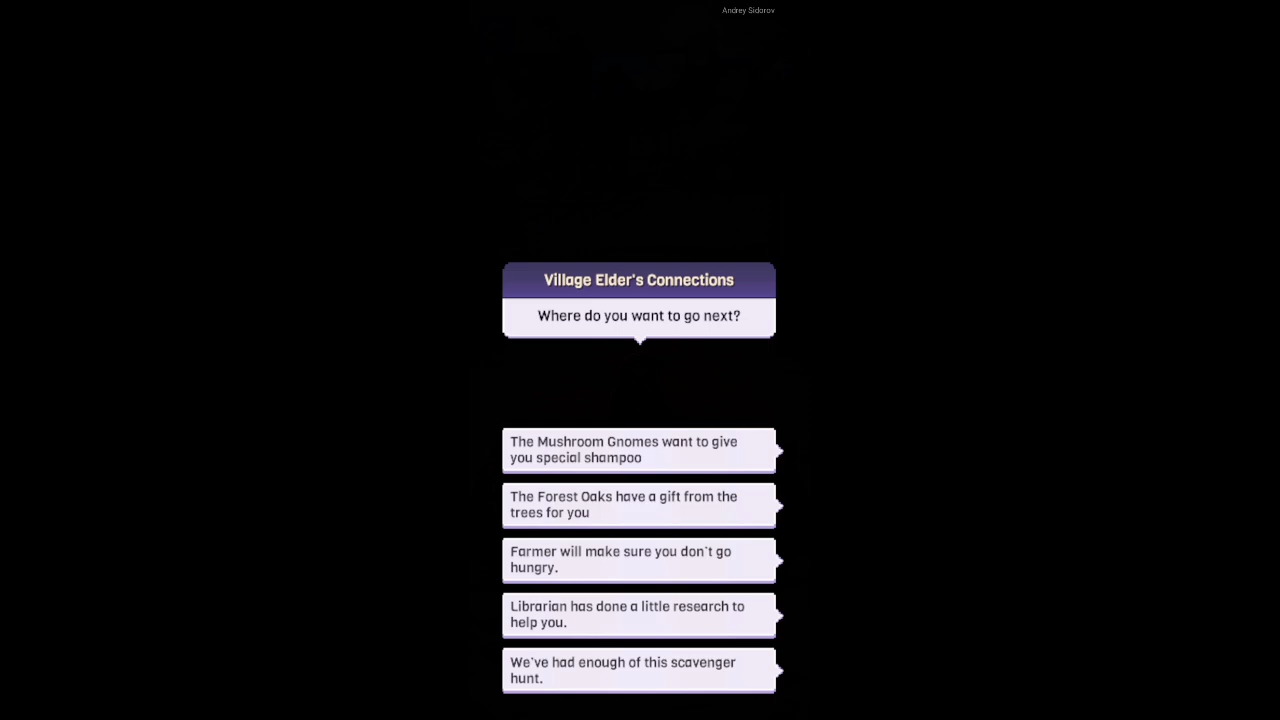 Andrey Sidorov
Village Elder's Connections
Where do you want to go next?
The Mushroom Gnomes want to give
you special shampoo
The Forest Oaks have a gift from the
trees for you
Farmer will make sure you don't go
hungry.
Librarian has done a little research to
help you.
We've had enough of this scavenger
hunt.